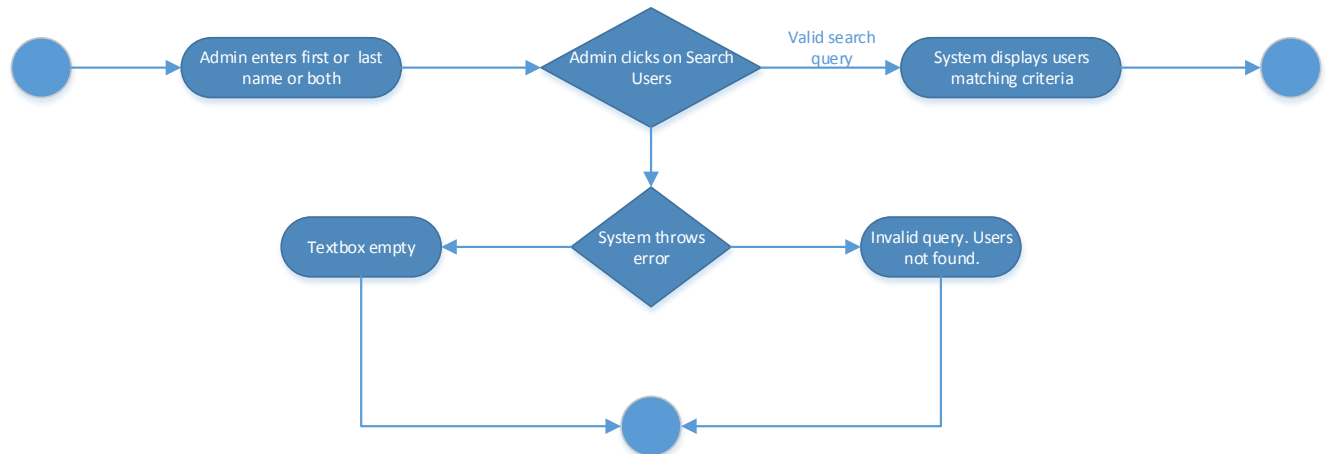 Admin enters first or last
name or both
Admin clicks on Search
Users
Valid search
query
System displays users
matching criteria
Textbox empty
System throws
error
Invalid query. Users
not found.